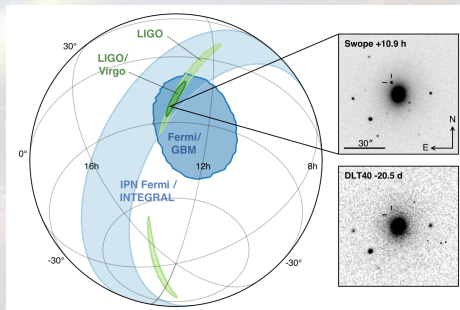 LIGO
LIGO/
Virgo
30°
30°
Fermi/
GBM
0°
16h
12h
8h
IPN Fermi /
INTEGRAL
-30°
-30°
Swope +10.9 h
N
30"
E
DLT40 -20.5 d